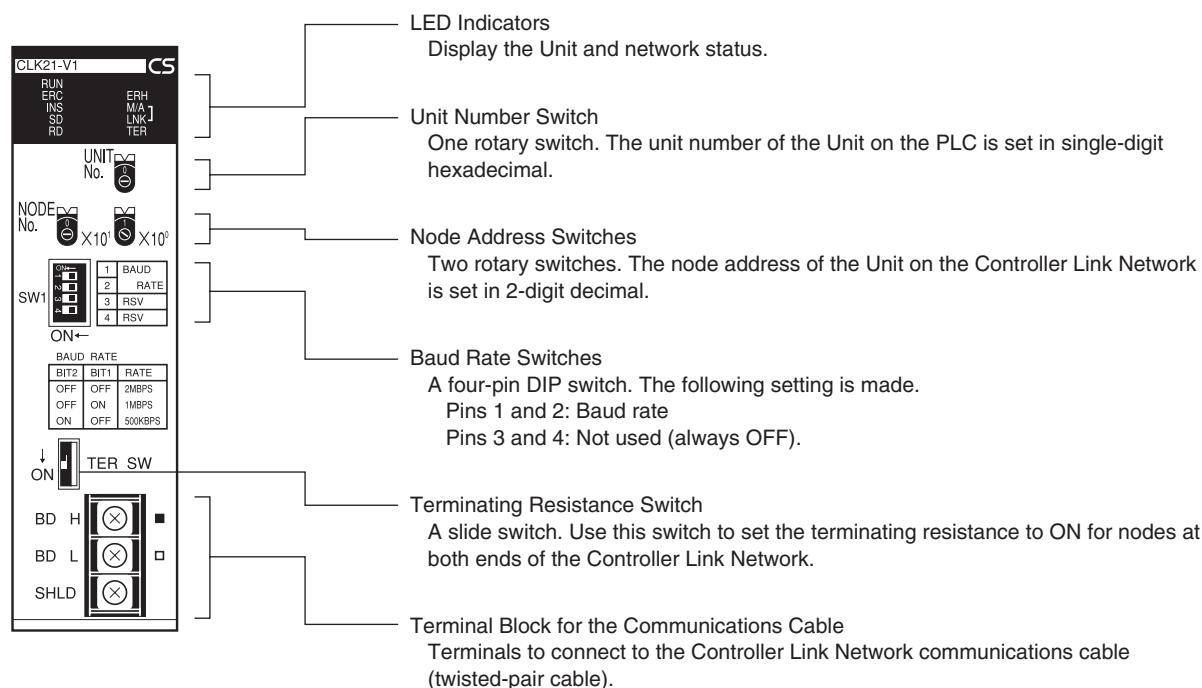 LED Indicators
Display the Unit and network status.
CLK21-V1 CS
RUN
ERC ERH
INS M/A
SD LNK
RD TER
Unit Number Switch
One rotary switch. The unit number of the Unit on the PLC is set in single-digit
hexadecimal.
UNIT
No. 0
NODE
No. 0 X10¹ 1 X10⁰
Node Address Switches
Two rotary switches. The node address of the Unit on the Controller Link Network
is set in 2-digit decimal.
SW1
ON←
1 2 3 4
1 BAUD
2 RATE
3 RSV
4 RSV
ON←
Baud Rate Switches
A four-pin DIP switch. The following setting is made.
Pins 1 and 2: Baud rate
Pins 3 and 4: Not used (always OFF).
BAUD RATE
BIT2 BIT1 RATE
OFF OFF 2MBPS
OFF ON 1MBPS
ON OFF 500KBPS
↓
ON TER SW
Terminating Resistance Switch
A slide switch. Use this switch to set the terminating resistance to ON for nodes at
both ends of the Controller Link Network.
BD H ■
BD L □
SHLD
Terminal Block for the Communications Cable
Terminals to connect to the Controller Link Network communications cable
(twisted-pair cable).